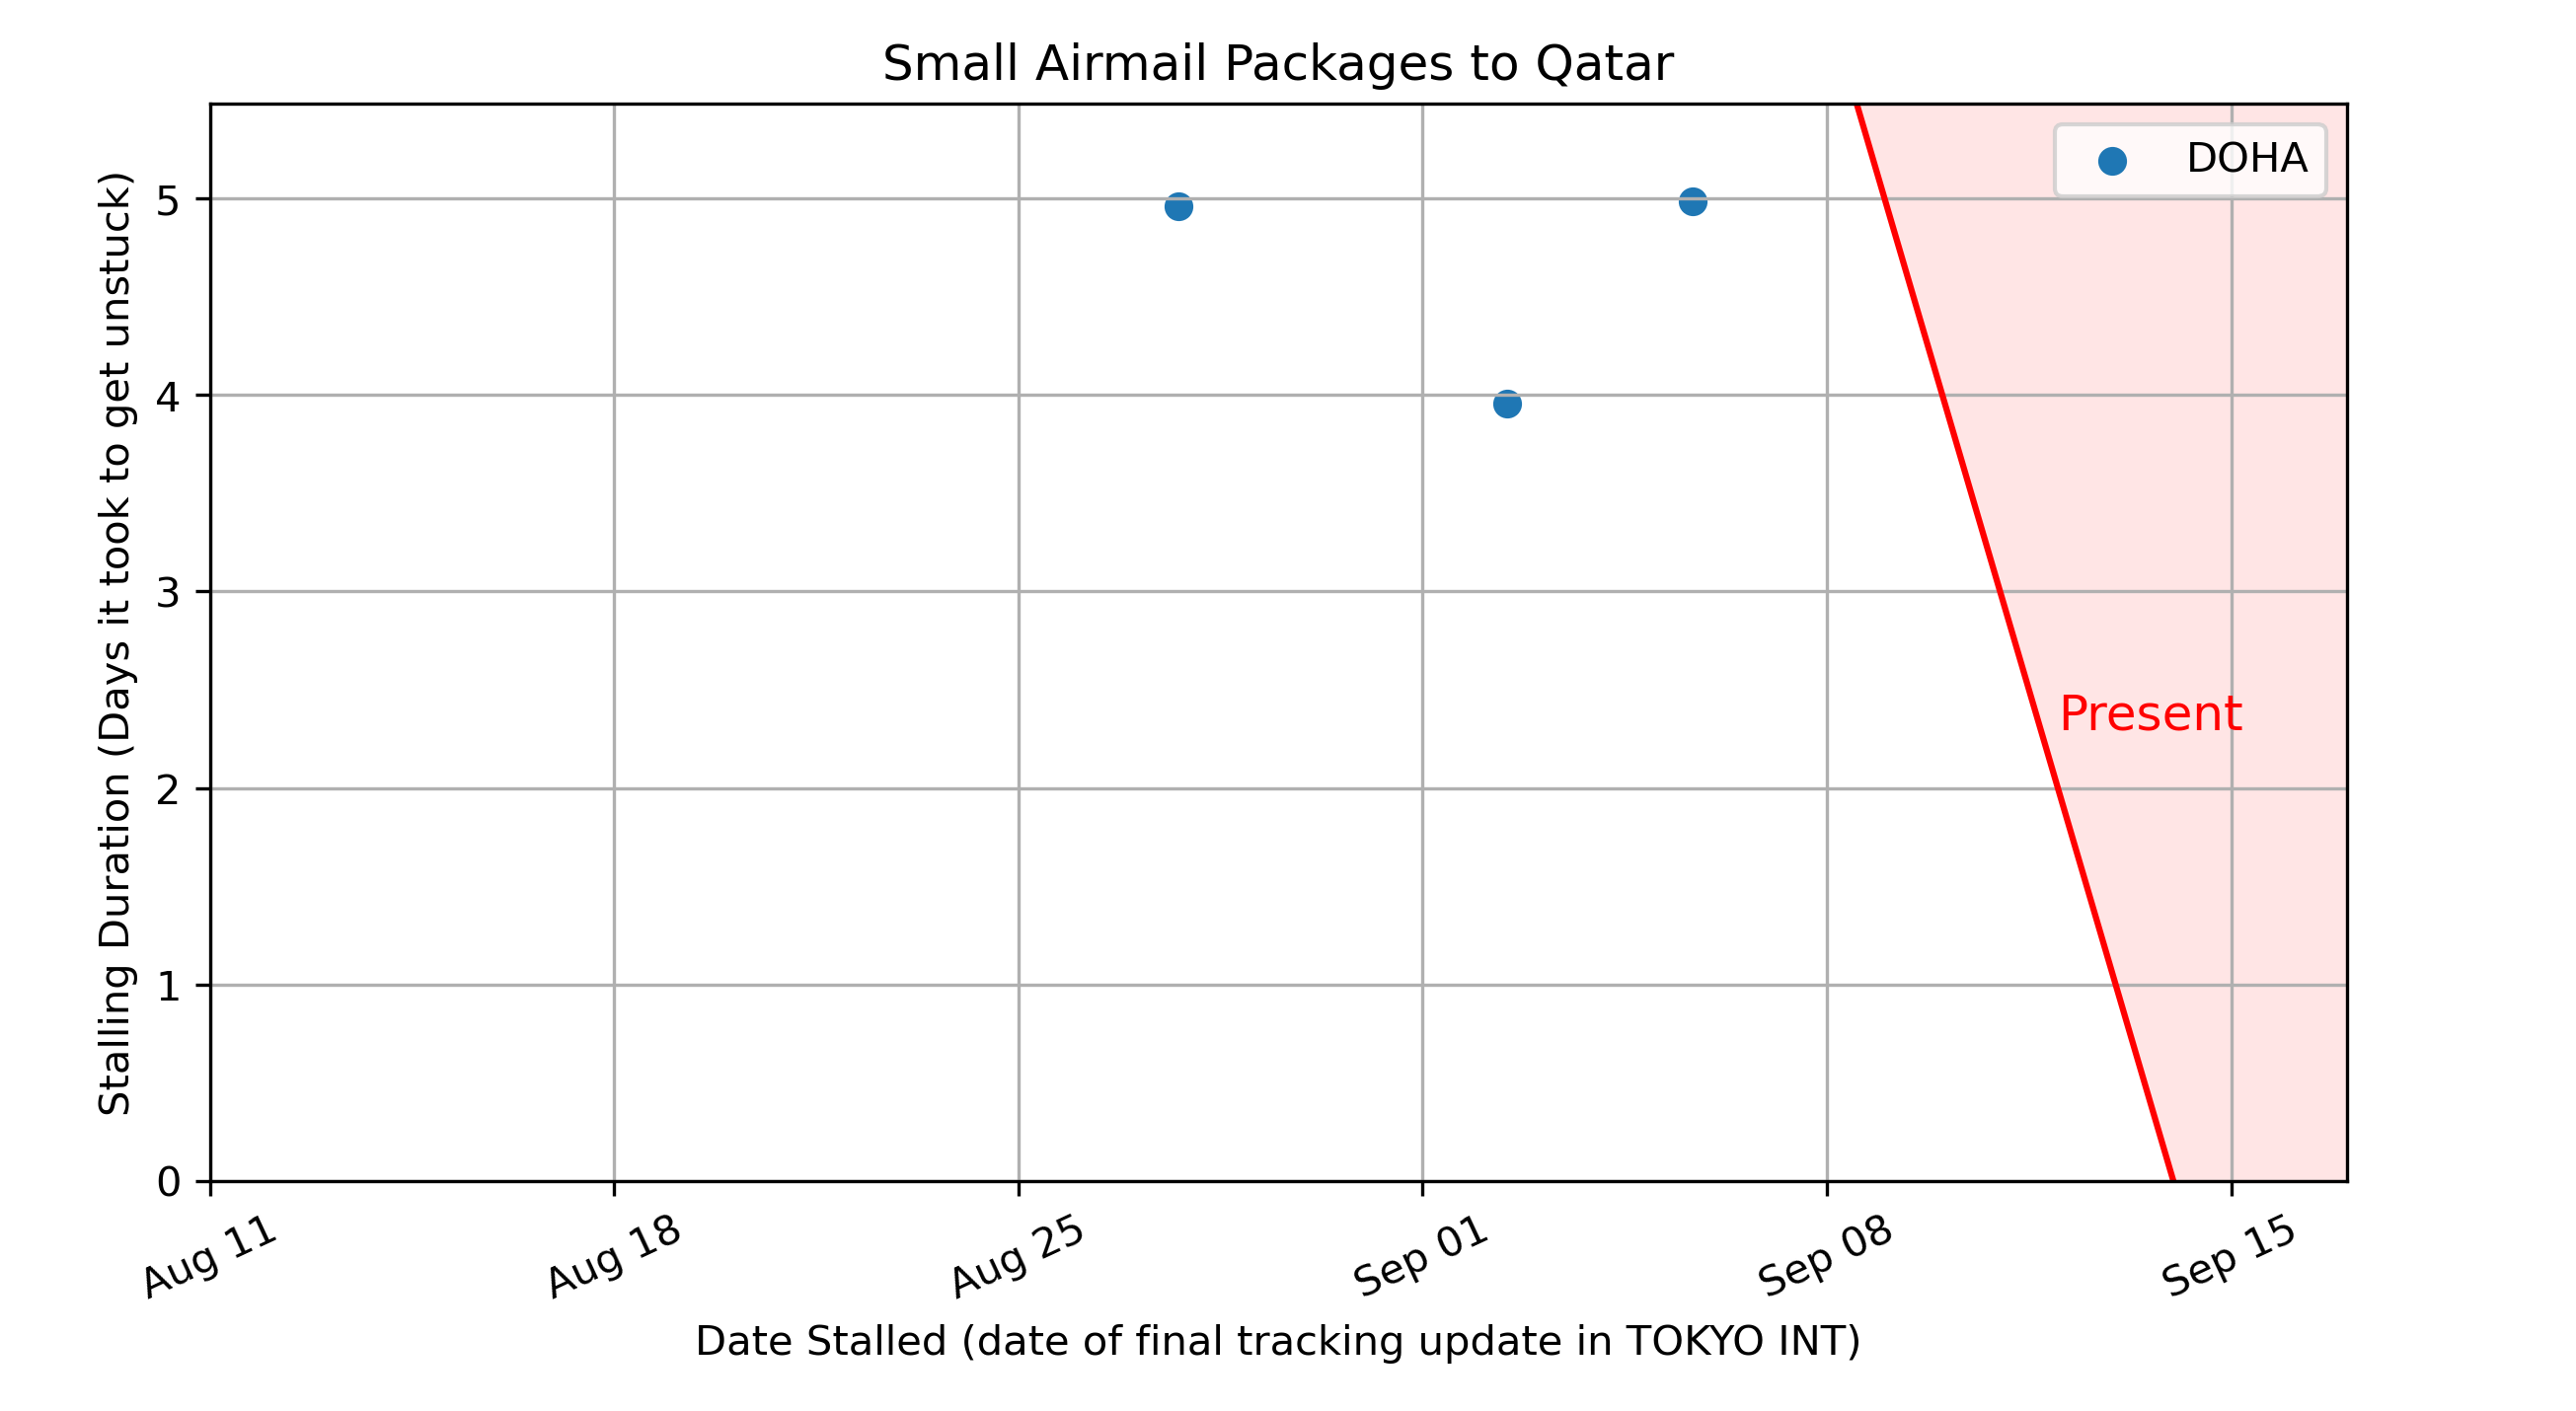 Small Airmail Packages to Qatar
DOHA
Stalling Duration (Days it took to get unstuck)
5
4
3
2
1
0
Present
Aug 11
Aug 18
Aug 25
Sep 01
Sep 08
Sep 15
Date Stalled (date of final tracking update in TOKYO INT)